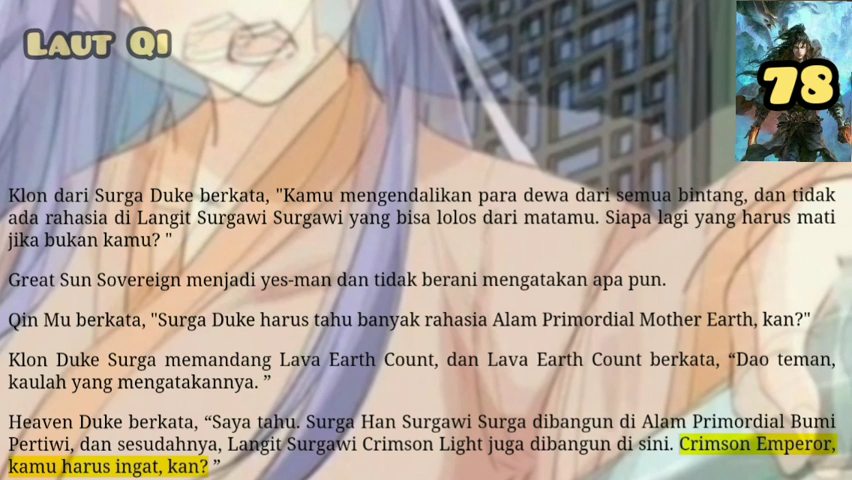 Laut Qi
78
Klon dari Surga Duke berkata, "Kamu mengendalikan para dewa dari semua bintang, dan tidak
ada rahasia di Langit Surgawi Surgawi yang bisa lolos dari matamu. Siapa lagi yang harus mati
jika bukan kamu? "
Great Sun Sovereign menjadi yes-man dan tidak berani mengatakan apa pun.
Qin Mu berkata, "Surga Duke harus tahu banyak rahasia Alam Primordial Mother Earth, kan?"
Klon Duke Surga memandang Lava Earth Count, dan Lava Earth Count berkata, “Dao teman,
kaulah yang mengatakannya. ”
Heaven Duke berkata, “Saya tahu. Surga Han Surgawi Surga dibangun di Alam Primordial Bumi
Pertiwi, dan sesudahnya, Langit Surgawi Crimson Light juga dibangun di sini. Crimson Emperor,
kamu harus ingat, kan? ”